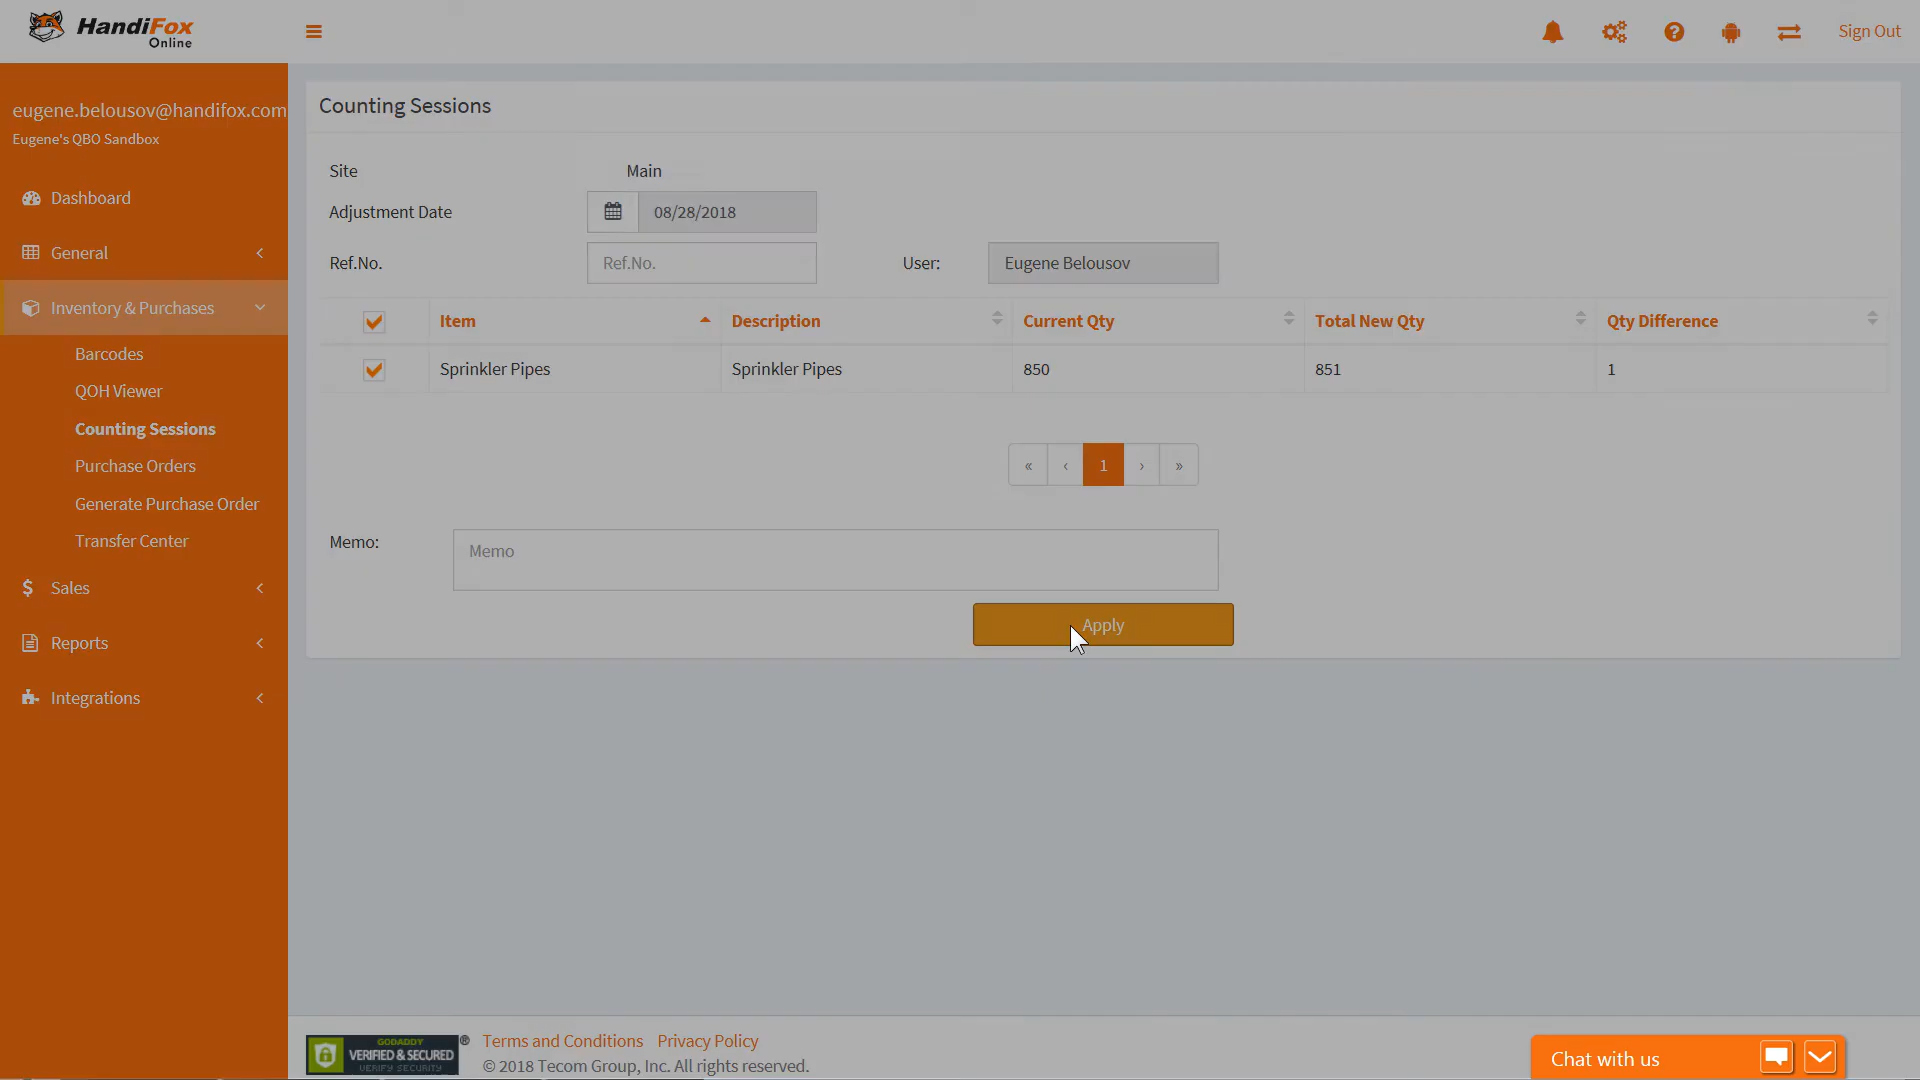 HandiFox
Online
Sign Out
eugene.belousov@handifox.com
Eugene's QBO Sandbox
Dashboard
General
Inventory & Purchases
Barcodes
QOH Viewer
Counting Sessions
Purchase Orders
Generate Purchase Order
Transfer Center
Sales
Reports
Integrations
Counting Sessions
Site Main
Adjustment Date 08/28/2018
Ref.No. Ref.No. User: Eugene Belousov
Item Description Current Qty Total New Qty Qty Difference
Sprinkler Pipes Sprinkler Pipes 850 851 1
« ‹ 1 › »
Memo: Memo
Apply
GODADDY
VERIFIED & SECURED
VERIFY SECURITY
®
Terms and Conditions Privacy Policy
© 2018 Tecom Group, Inc. All rights reserved.
Chat with us